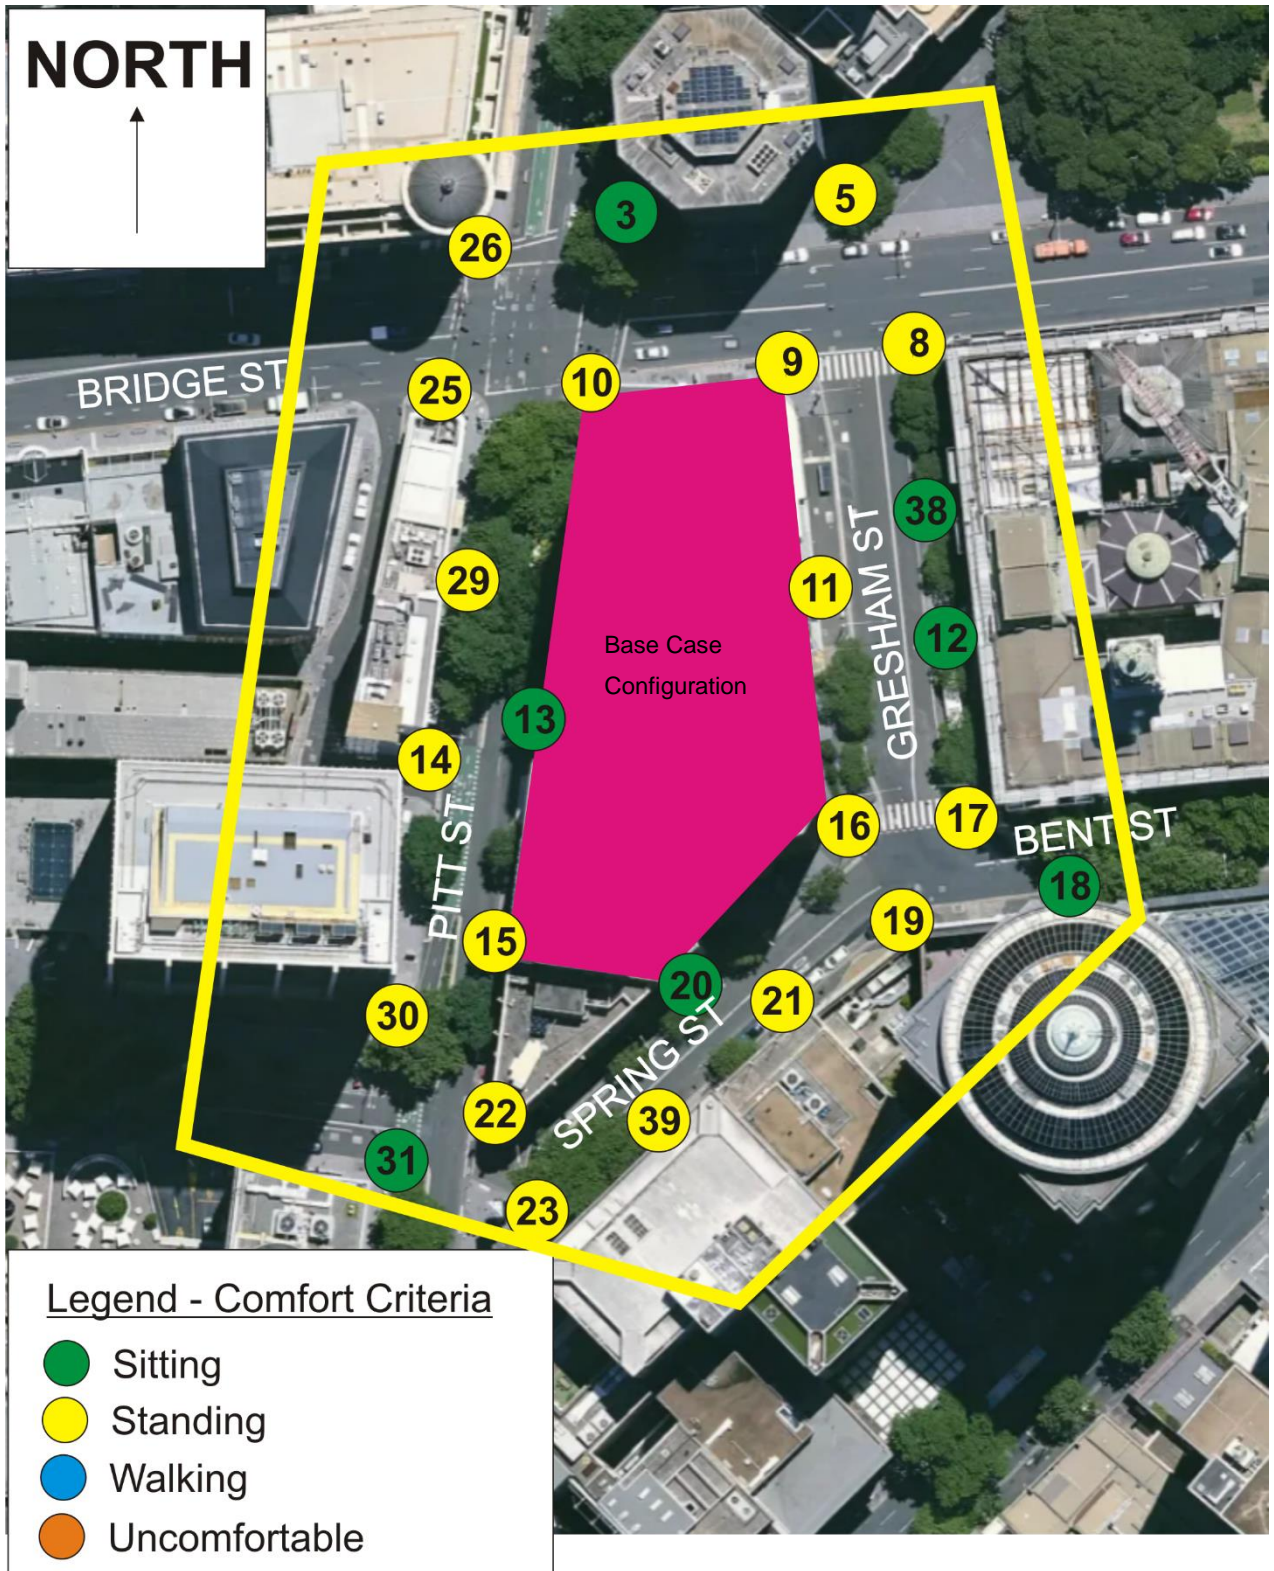 NORTH
3
5
26
8
9
10
BRIDGE ST
25
38
29
11
GRESHAM ST
12
Base Case
Configuration
13
14
PITT ST
16
17
BENT ST
18
19
15
20
21
30
SPRING ST
22
39
31
23
Legend - Comfort Criteria
Sitting
Standing
Walking
Uncomfortable